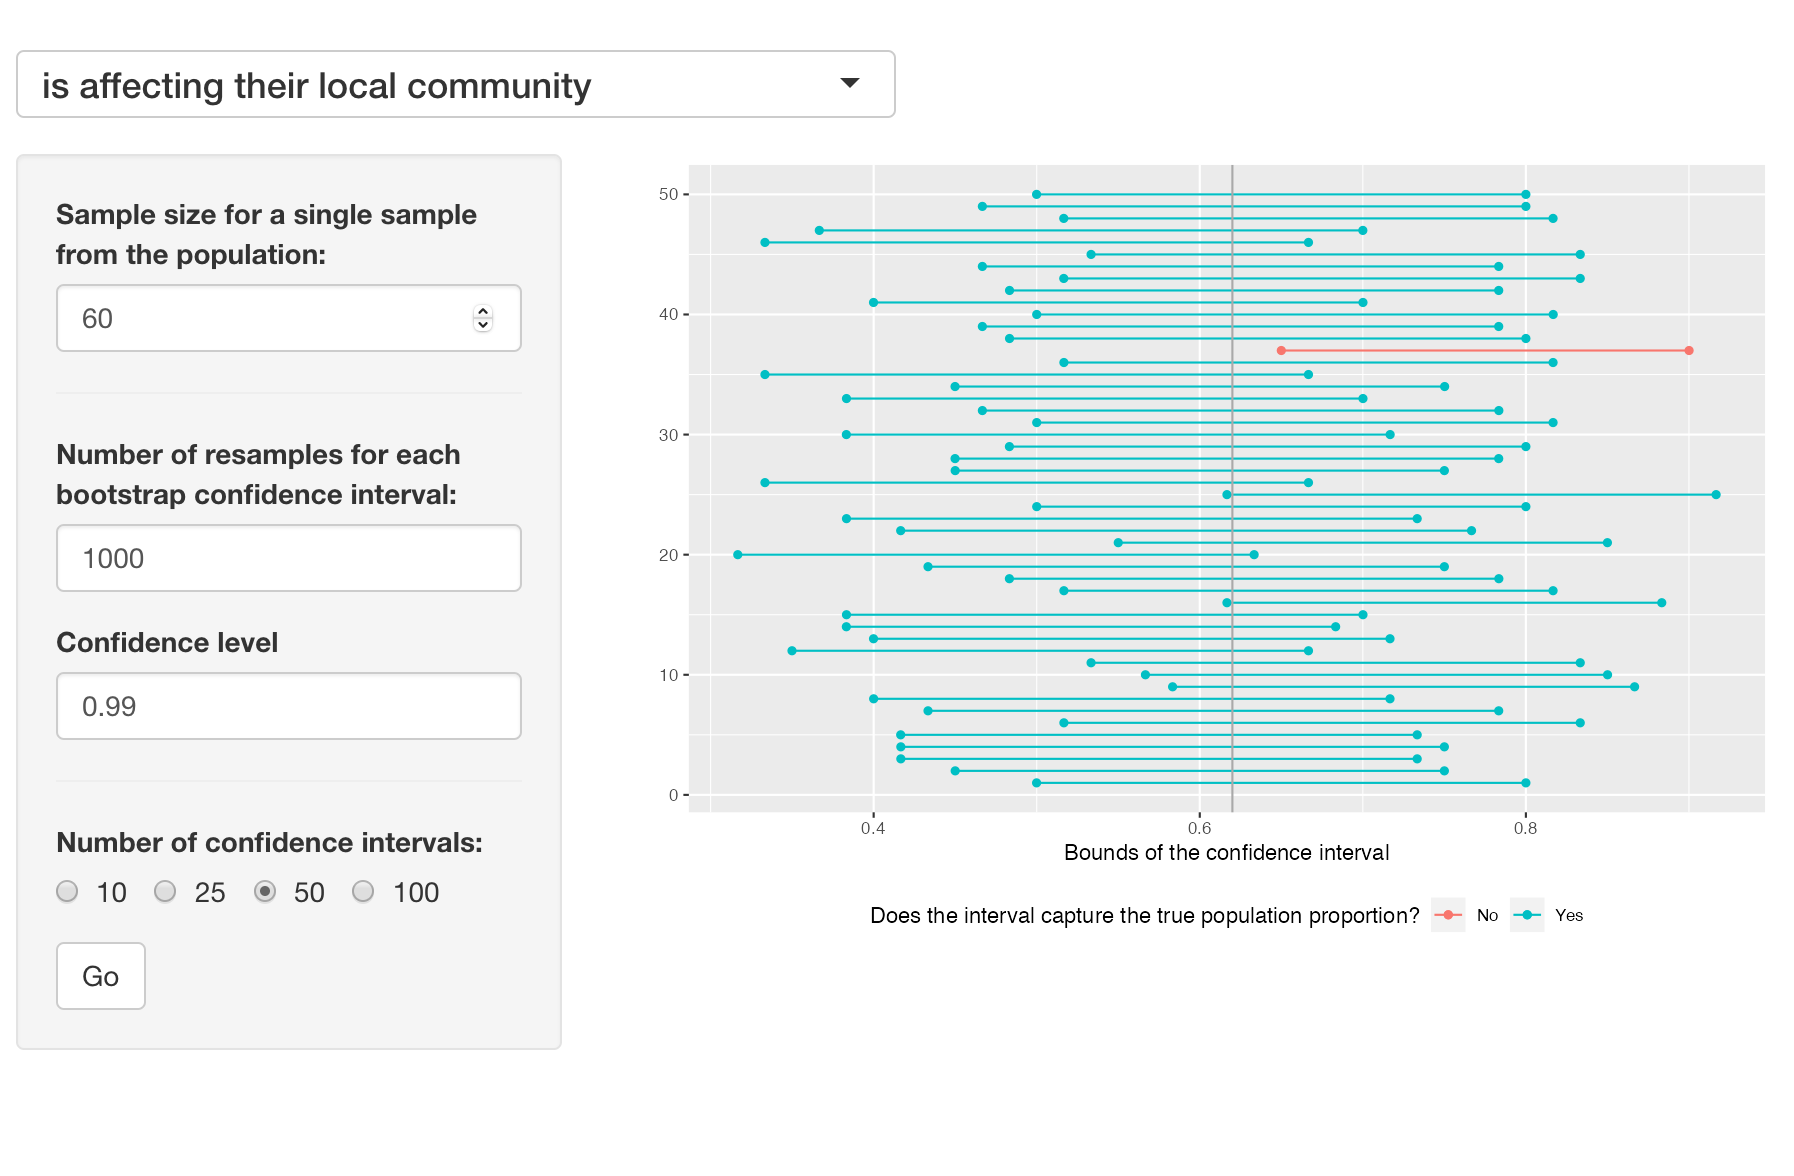 is affecting their local community
Sample size for a single sample
from the population:
60
Number of resamples for each
bootstrap confidence interval:
1000
Confidence level
0.99
Number of confidence intervals:
10 25 50 100
Go
50
40
30
20
10
0
0.4 0.6 0.8
Bounds of the confidence interval
Does the interval capture the true population proportion? No Yes